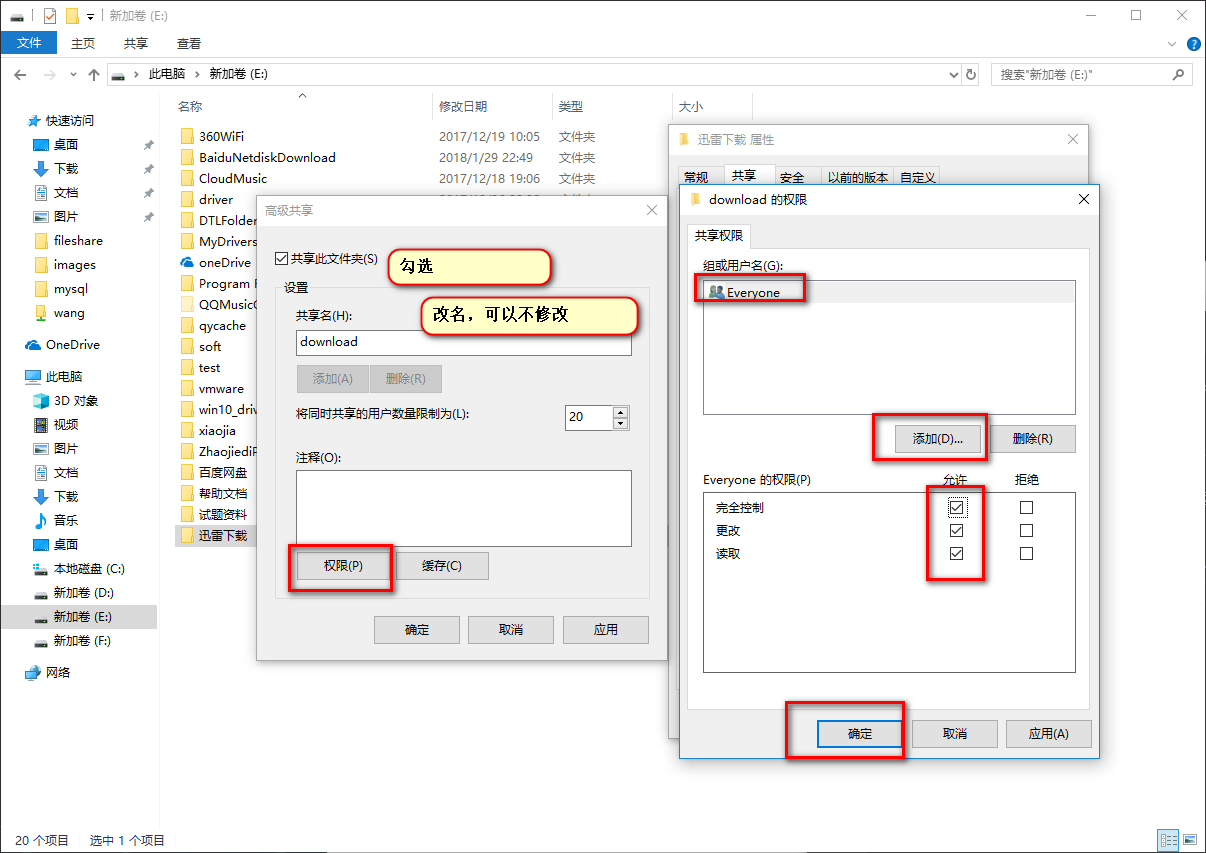 新加卷 (E:)
文件 主页 共享 查看
此电脑 新加卷 (E:)
搜索"新加卷 (E:)"
快速访问
桌面
下载
文档
图片
fileshare
images
mysql
wang
OneDrive
此电脑
3D 对象
视频
图片
文档
下载
音乐
桌面
本地磁盘 (C:)
新加卷 (D:)
新加卷 (E:)
新加卷 (F:)
网络
名称 修改日期 类型 大小
360WiFi 2017/12/19 10:05 文件夹
BaiduNetdiskDownload 2018/1/29 22:49 文件夹
CloudMusic 2017/12/18 19:06 文件夹
driver
DTLFolder
MyDrivers
oneDrive
Program F
QQMusicC
qycache
soft
test
vmware
win10_driv
xiaojia
ZhaojiediP
百度网盘
帮助文档
试题资料
迅雷下载
高级共享
共享此文件夹(S)
勾选
设置
共享名(H):
改名，可以不修改
download
添加(A) 删除(R)
将同时共享的用户数量限制为(L): 20
注释(O):
权限(P) 缓存(C)
确定 取消 应用
迅雷下载 属性
常规 共享 安全 以前的版本 自定义
download 的权限
共享权限
组或用户名(G):
Everyone
添加(D)... 删除(R)
Everyone 的权限(P) 允许 拒绝
完全控制
更改
读取
确定 取消 应用(A)
20 个项目 选中 1 个项目